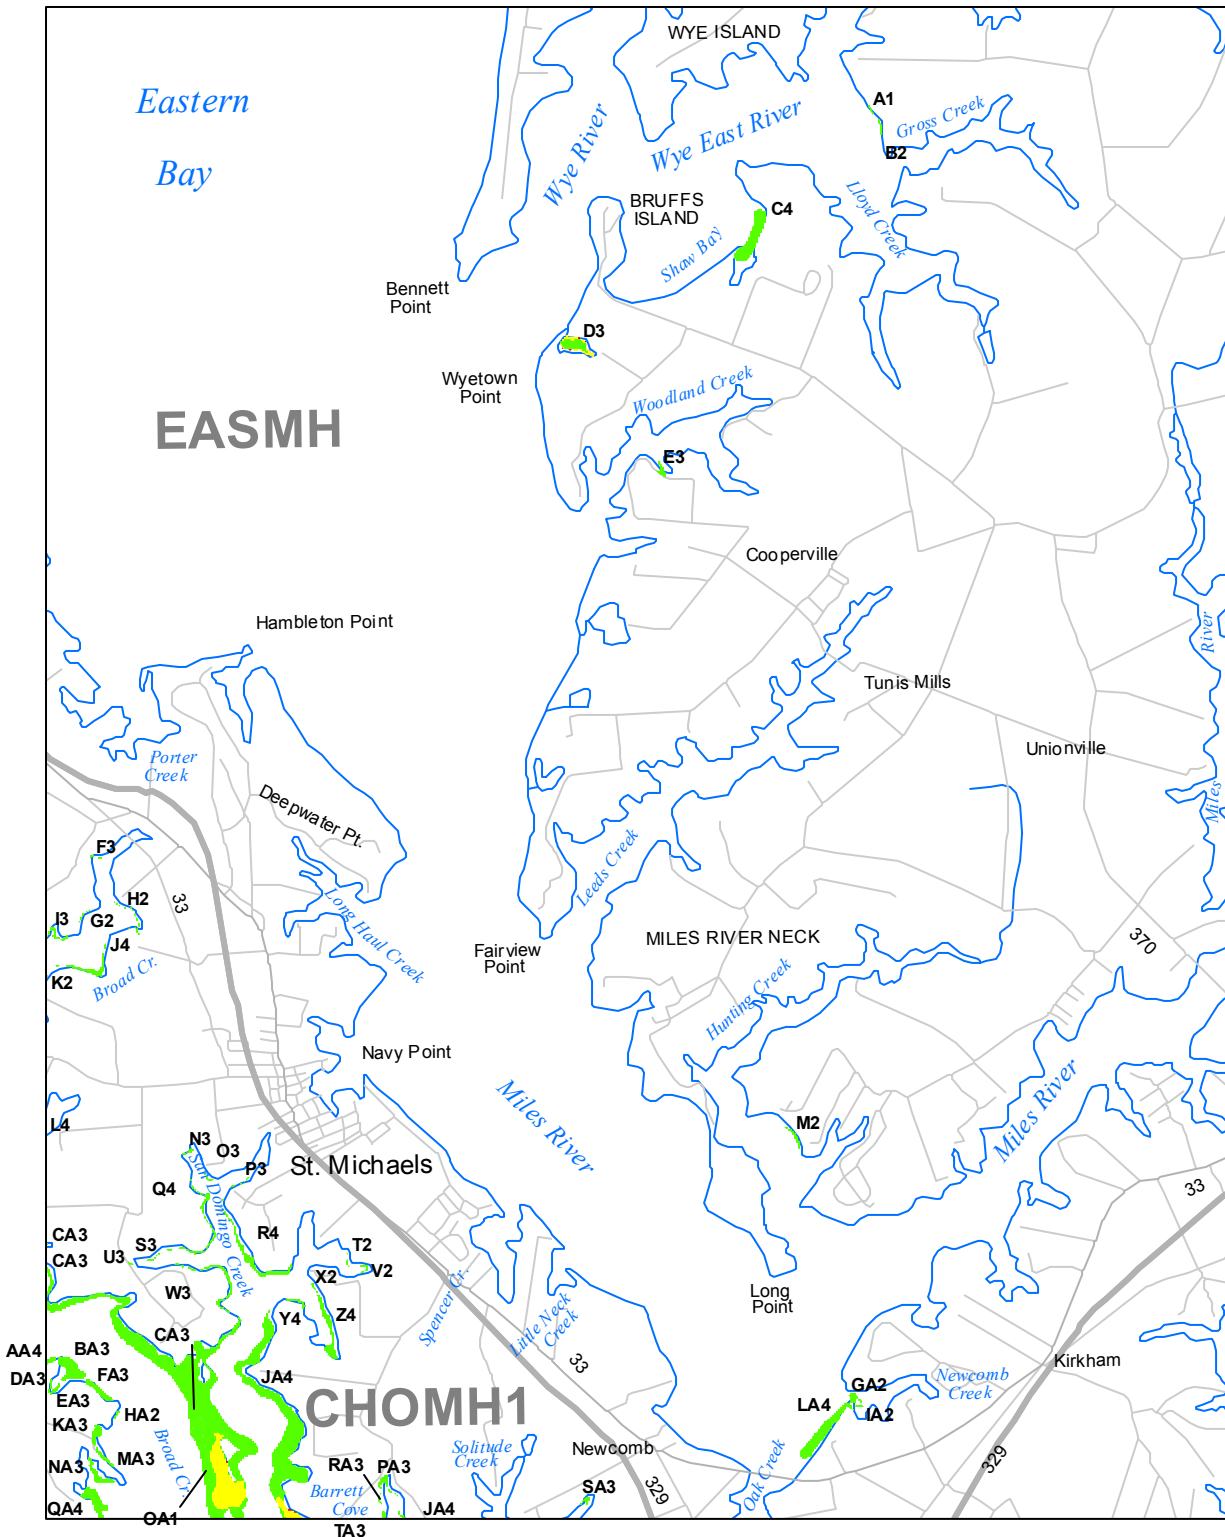 WYE ISLAND
Eastern
Bay
A1
Gross Creek
Wye River
Wye East River
B2
BRUFFS
ISLAND
C4
Lloyd Creek
Shaw Bay
Bennett
Point
D3
Wyetown
Point
Woodland Creek
EASMH
E3
Cooperville
Hambleton Point
River
Tunis Mills
Unionville
Porter
Creek
Miles
Deepwater Pt.
F3
Leeds Creek
33
H2
I3
G2
Long Haul Creek
J4
MILES RIVER NECK
370
Fairview
Point
K2
Broad Cr.
Hunting Creek
Navy Point
Miles River
Miles River
L4
M2
N3
O3
P3
St. Michaels
San Domingo Creek
Q4
33
CA3
R4
S3
T2
CA3
U3
V2
X2
W3
Long
Point
Y4
Z4
Spencer Cr.
Little Neck
Creek
CA3
AA4
BA3
33
Kirkham
DA3
FA3
JA4
Newcomb
Creek
GA2
EA3
LA4
IA2
HA2
CHOMH1
KA3
Solitude
Creek
Newcomb
MA3
NA3
Broad Cr.
RA3
PA3
329
329
Oak Creek
SA3
Barrett
Cove
QA4
OA1
JA4
TA3